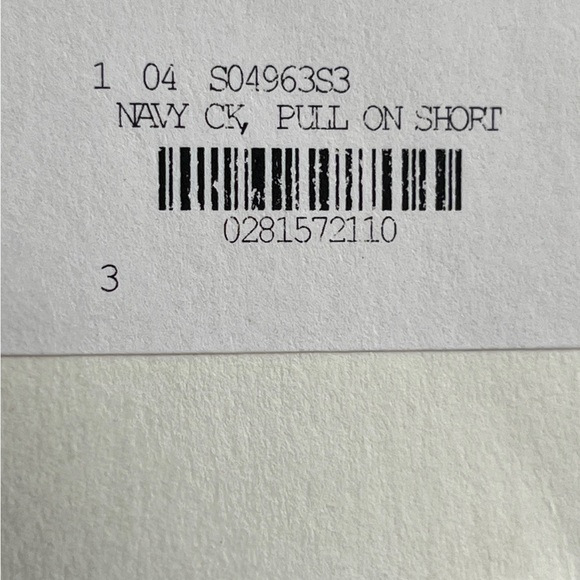 1 04 S04963S3
NAVY CK, PULL ON SHORT
0281572110
3